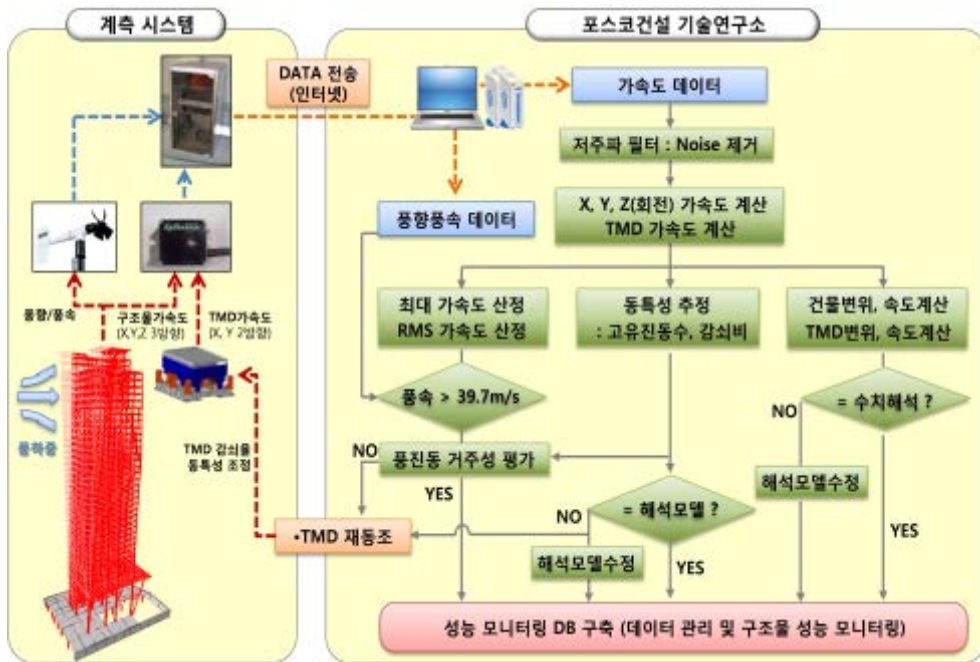 계측 시스템
포스코건설 기술연구소
DATA 전송
(인터넷)
가속도 데이터
저주파 필터 : Noise 제거
풍향풍속 데이터
X, Y, Z(회전) 가속도 계산
TMD 가속도 계산
풍향/풍속
구조물가속도
(X,Y,Z 3방향)
TMD가속도
(X, Y 2방향)
최대 가속도 산정
RMS 가속도 산정
동특성 추정
: 고유진동수, 감쇠비
건물변위, 속도계산
TMD변위, 속도계산
풍속 > 39.7m/s
= 수치해석 ?
NO
풍하중
TMD 감쇠율
동특성 조정
NO
풍진동 거주성 평가
YES
해석모델수정
= 해석모델 ?
NO
YES
•TMD 재동조
해석모델수정
YES
성능 모니터링 DB 구축 (데이터 관리 및 구조물 성능 모니터링)